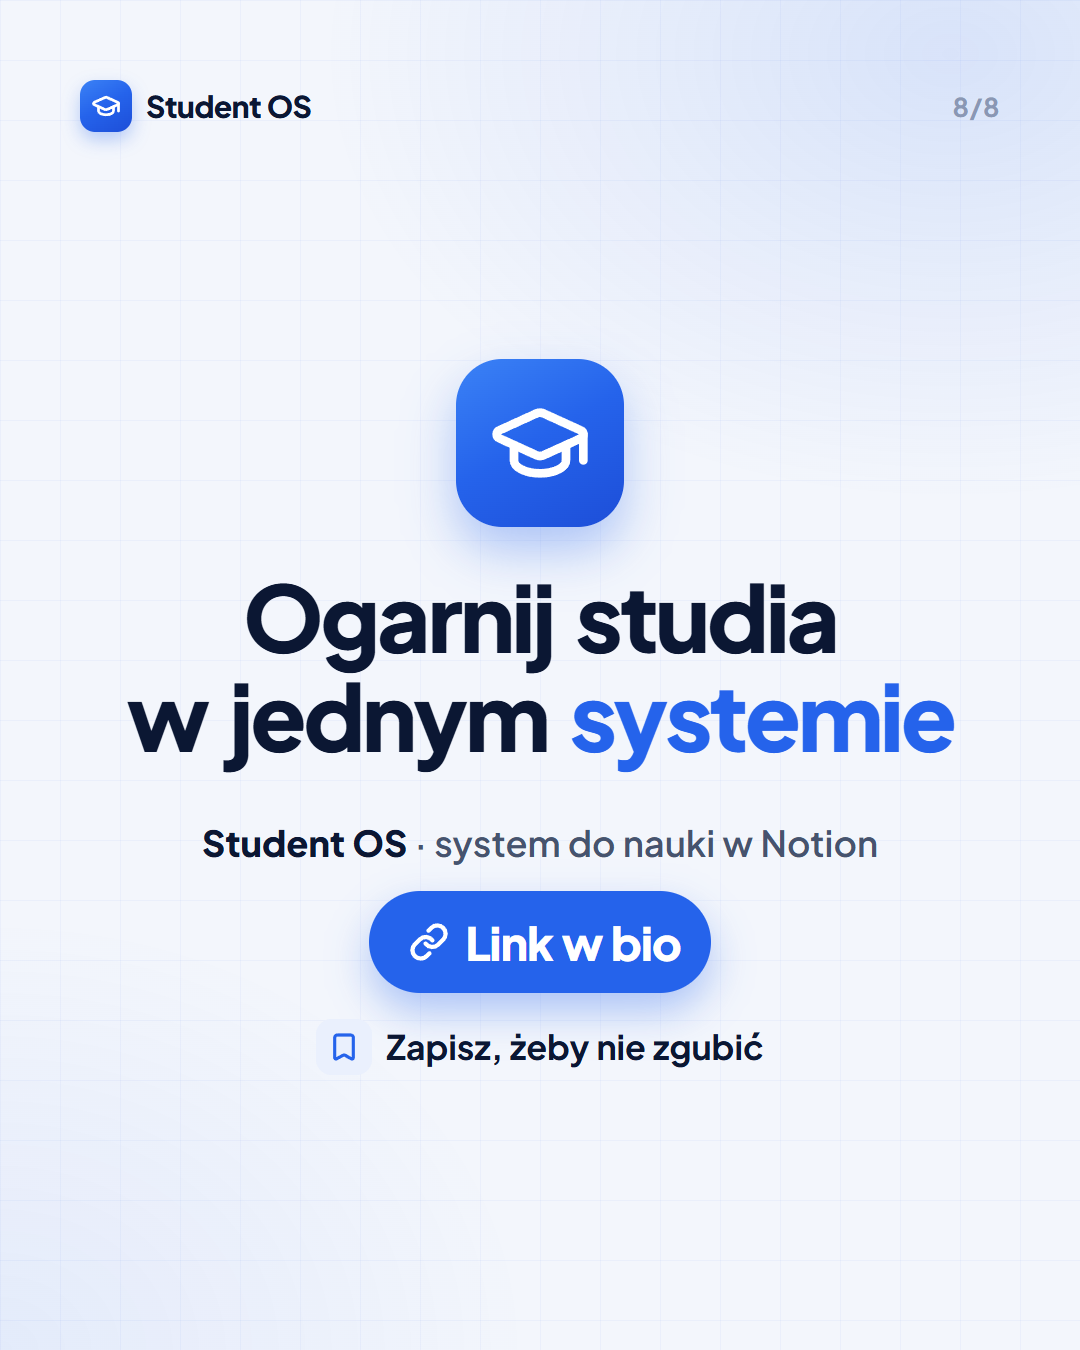 Student OS
8/8
Ogarnij studia
w jednym systemie
Student OS · system do nauki w Notion
Link w bio
Zapisz, żeby nie zgubić